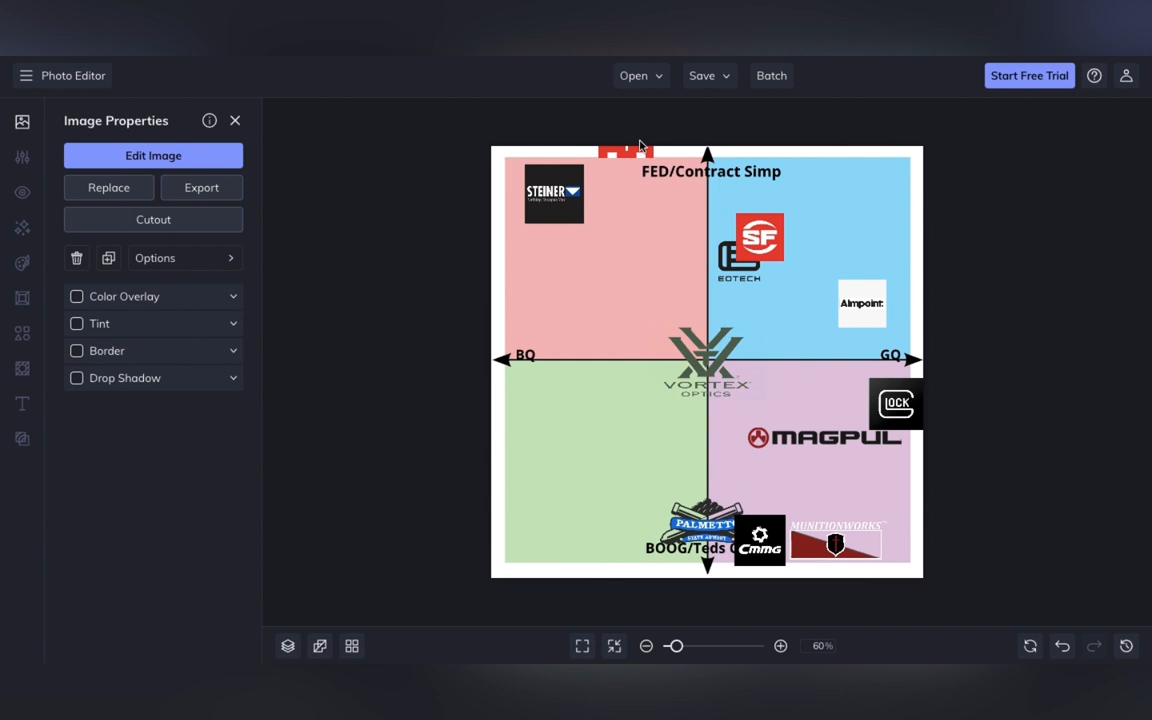 Photo Editor
Open
Save
Batch
Start Free Trial
Image Properties
Edit Image
Replace
Export
Cutout
Options
Color Overlay
Tint
Border
Drop Shadow
FED/Contract Simp
STEINER
SF
EOTECH
Aimpoint
BQ
GQ
VORTEX
OPTICS
GLOCK
MAGPUL
PALMETTO
STATE ARMORY
BOOG/Teds
CMMG
MUNITIONWORKS
60%